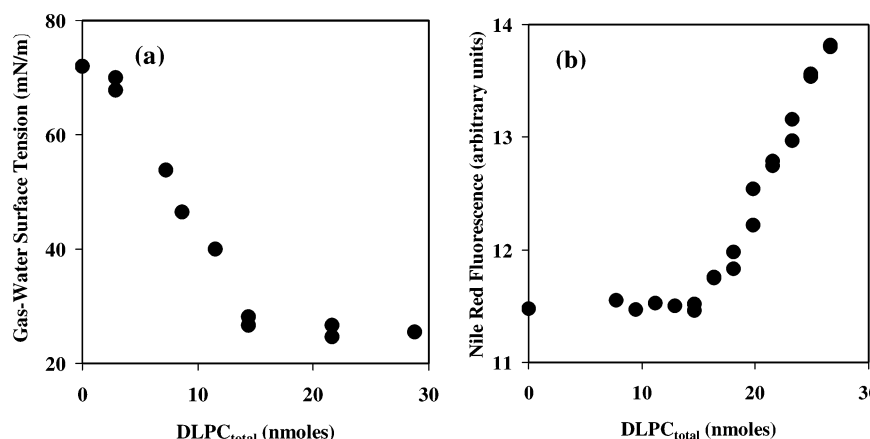 80
60
40
20
0
10
20
30
(a)
Gas-Water Surface Tension (mN/m)
DLPCtotal (nmoles)
14
13
12
11
0
10
20
30
(b)
Nile Red Fluorescence (arbitrary units)
DLPCtotal (nmoles)